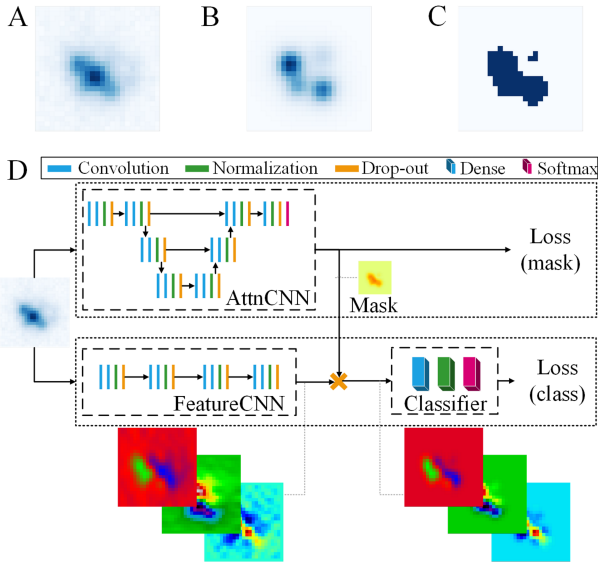 A B C
D Convolution Normalization Drop-out Dense Softmax
AttnCNN
Loss
(mask)
Mask
FeatureCNN
Classifier
Loss
(class)